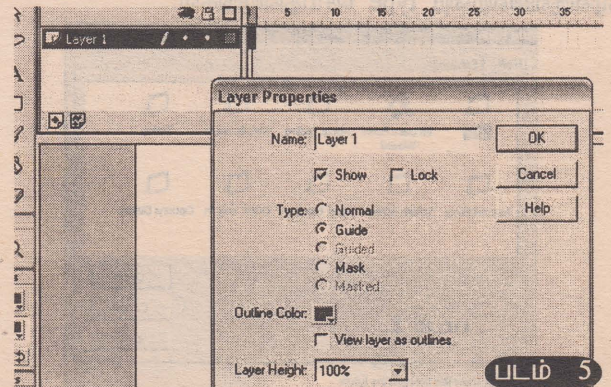 5 10 15 20 25 30 35
Layer 1
Layer Properties
Name: Layer 1
OK
Show Lock
Cancel
Type: Normal
Help
Guide
Guided
Mask
Masked
Outline Color:
View layer as outlines
Layer Height: 100%
படம் 5